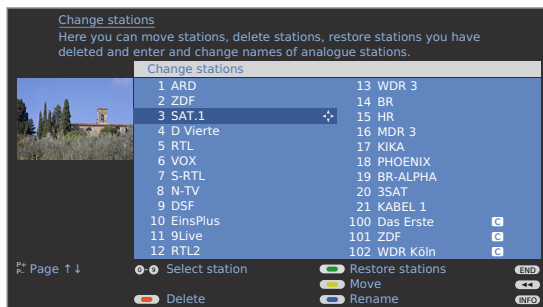 Change stations
Here you can move stations, delete stations, restore stations you have
deleted and enter and change names of analogue stations.
Change stations
1 ARD
2 ZDF
3 SAT.1
4 D Vierte
5 RTL
6 VOX
7 S-RTL
8 N-TV
9 DSF
10 EinsPlus
11 9Live
12 RTL2
13 WDR 3
14 BR
15 HR
16 MDR 3
17 KIKA
18 PHOENIX
19 BR-ALPHA
20 3SAT
21 KABEL 1
100 Das Erste C
101 ZDF C
102 WDR Köln C
P+
P- Page ↑↓
0-9 Select station
Restore stations END
Move ◀◀
Delete
Rename INFO